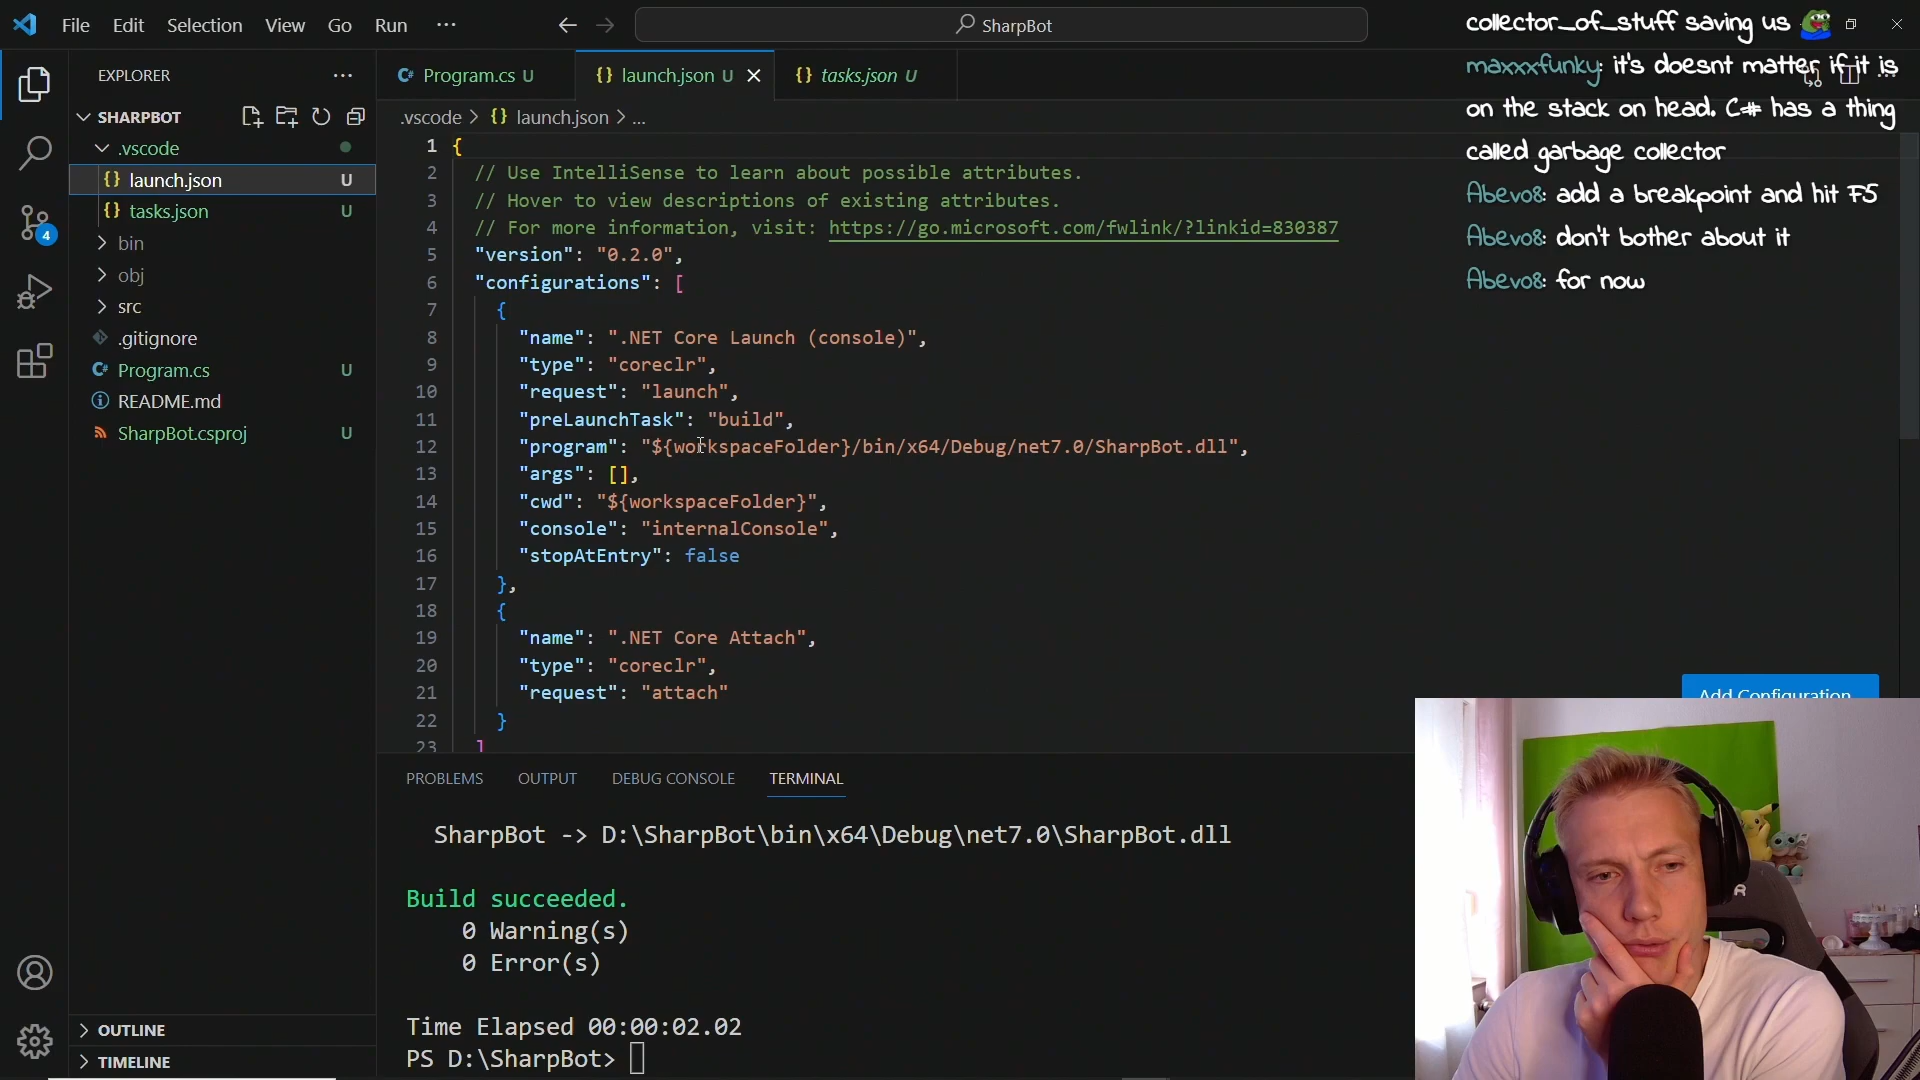 File Edit Selection View Go Run ···
SharpBot
collector_of_stuff saving us
maxxxfunky: it's doesnt matter if it is
on the stack on head. C# has a thing
called garbage collector
Abevo8: add a breakpoint and hit F5
Abevo8: don't bother about it
Abevo8: for now
EXPLORER
SHARPBOT
.vscode
{} launch.json U
{} tasks.json U
bin
obj
src
.gitignore
C# Program.cs U
README.md
SharpBot.csproj U
OUTLINE
TIMELINE
4
C# Program.cs U
{} launch.json U
{} tasks.json U
.vscode > {} launch.json > ...
1 {
2 // Use IntelliSense to learn about possible attributes.
3 // Hover to view descriptions of existing attributes.
4 // For more information, visit: https://go.microsoft.com/fwlink/?linkid=830387
5 "version": "0.2.0",
6 "configurations": [
7 {
8 "name": ".NET Core Launch (console)",
9 "type": "coreclr",
10 "request": "launch",
11 "preLaunchTask": "build",
12 "program": "${workspaceFolder}/bin/x64/Debug/net7.0/SharpBot.dll",
13 "args": [],
14 "cwd": "${workspaceFolder}",
15 "console": "internalConsole",
16 "stopAtEntry": false
17 },
18 {
19 "name": ".NET Core Attach",
20 "type": "coreclr",
21 "request": "attach"
22 }
23 ]
Add Configuration...
PROBLEMS OUTPUT DEBUG CONSOLE TERMINAL
SharpBot -> D:\SharpBot\bin\x64\Debug\net7.0\SharpBot.dll
Build succeeded.
0 Warning(s)
0 Error(s)
Time Elapsed 00:00:02.02
PS D:\SharpBot>